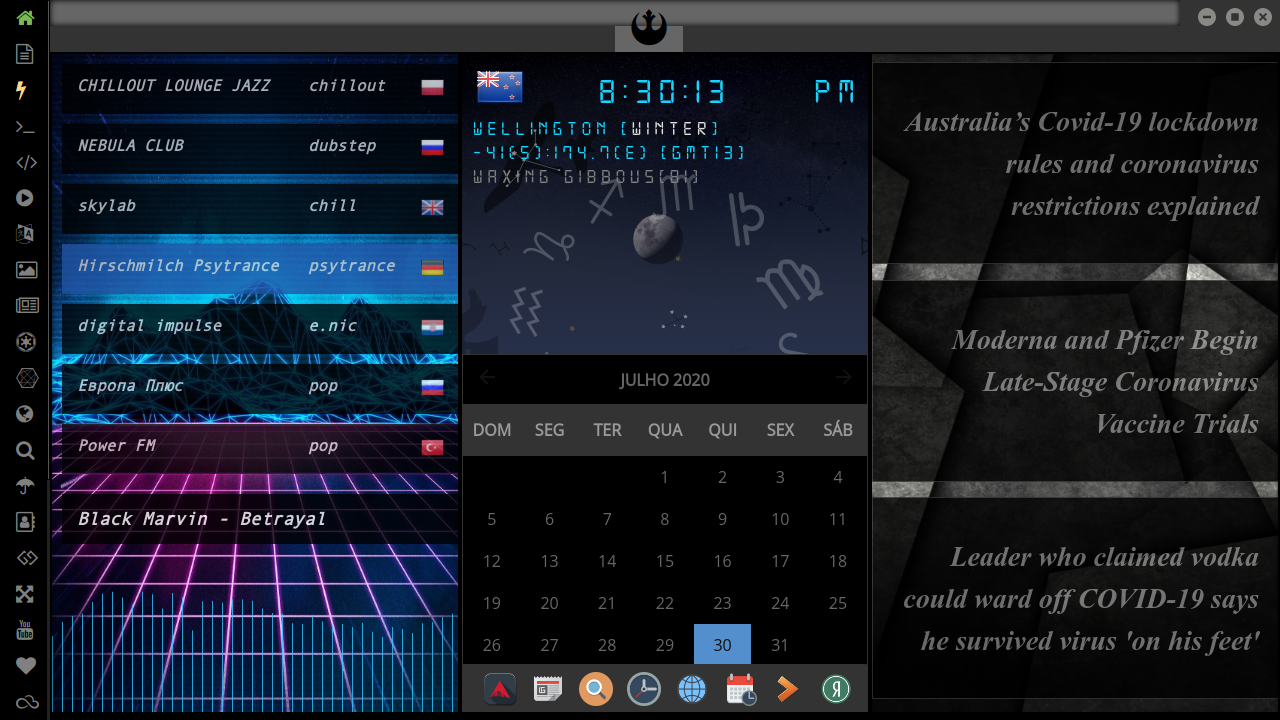 CHILLOUT LOUNGE JAZZ chillout
NEBULA CLUB dubstep
skylab chill
Hirschmilch Psytrance psytrance
digital impulse e.nic
Европа Плюс pop
Power FM pop
Black Marvin - Betrayal
8:30:13 PM
WELLINGTON (WINTER)
-41(S):174.7(E) (GMT13)
WAXING GIBBOUS(81)
JULHO 2020
DOM SEG TER QUA QUI SEX SÁB
1 2 3 4
5 6 7 8 9 10 11
12 13 14 15 16 17 18
19 20 21 22 23 24 25
26 27 28 29 30 31
Australia’s Covid-19 lockdown
rules and coronavirus
restrictions explained
Moderna and Pfizer Begin
Late-Stage Coronavirus
Vaccine Trials
Leader who claimed vodka
could ward off COVID-19 says
he survived virus 'on his feet'
You
Tube
Я